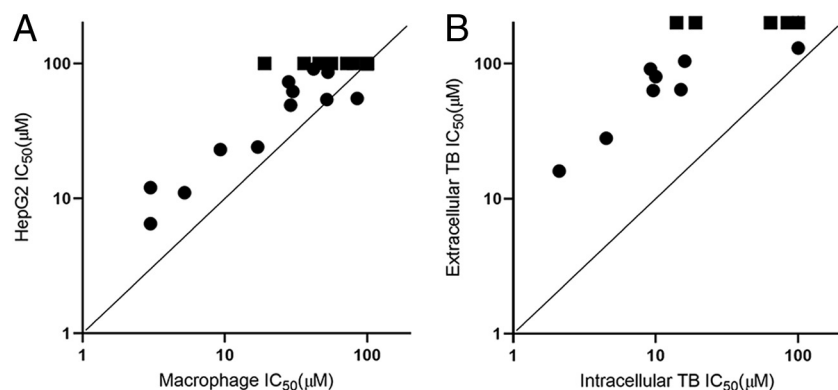 A
HepG2 IC50(μM)
100
10
1
1
10
100
Macrophage IC50(μM)
B
Extracellular TB IC50(μM)
100
10
1
1
10
100
Intracellular TB IC50(μM)